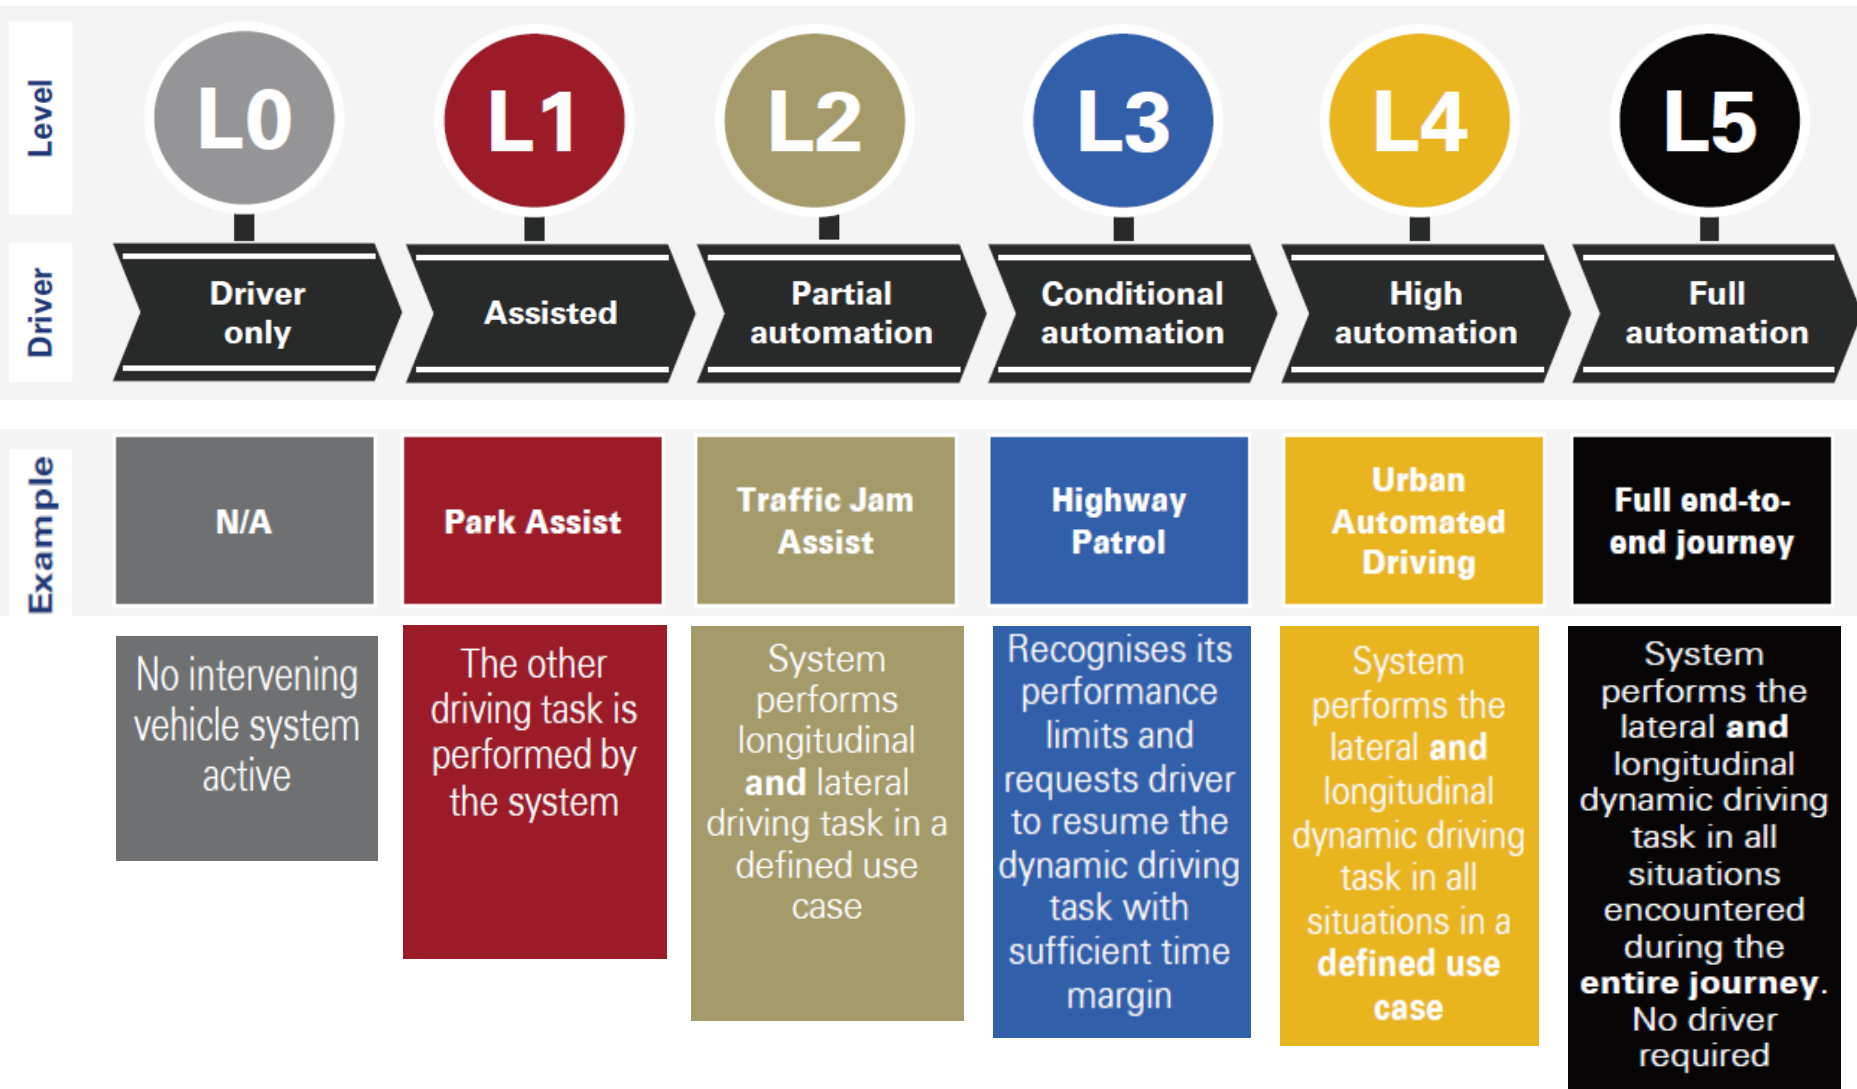 Level
L0
L1
L2
L3
L4
L5
Driver
Driver
only
Assisted
Partial
automation
Conditional
automation
High
automation
Full
automation
Example
N/A
Park Assist
Traffic Jam
Assist
Highway
Patrol
Urban
Automated
Driving
Full end-to-
end journey
No intervening
vehicle system
active
The other
driving task is
performed by
the system
System
performs
longitudinal
and lateral
driving task in a
defined use
case
Recognises its
performance
limits and
requests driver
to resume the
dynamic driving
task with
sufficient time
margin
System
performs the
lateral and
longitudinal
dynamic driving
task in all
situations in a
defined use
case
System
performs the
lateral and
longitudinal
dynamic driving
task in all
situations
encountered
during the
entire journey.
No driver
required